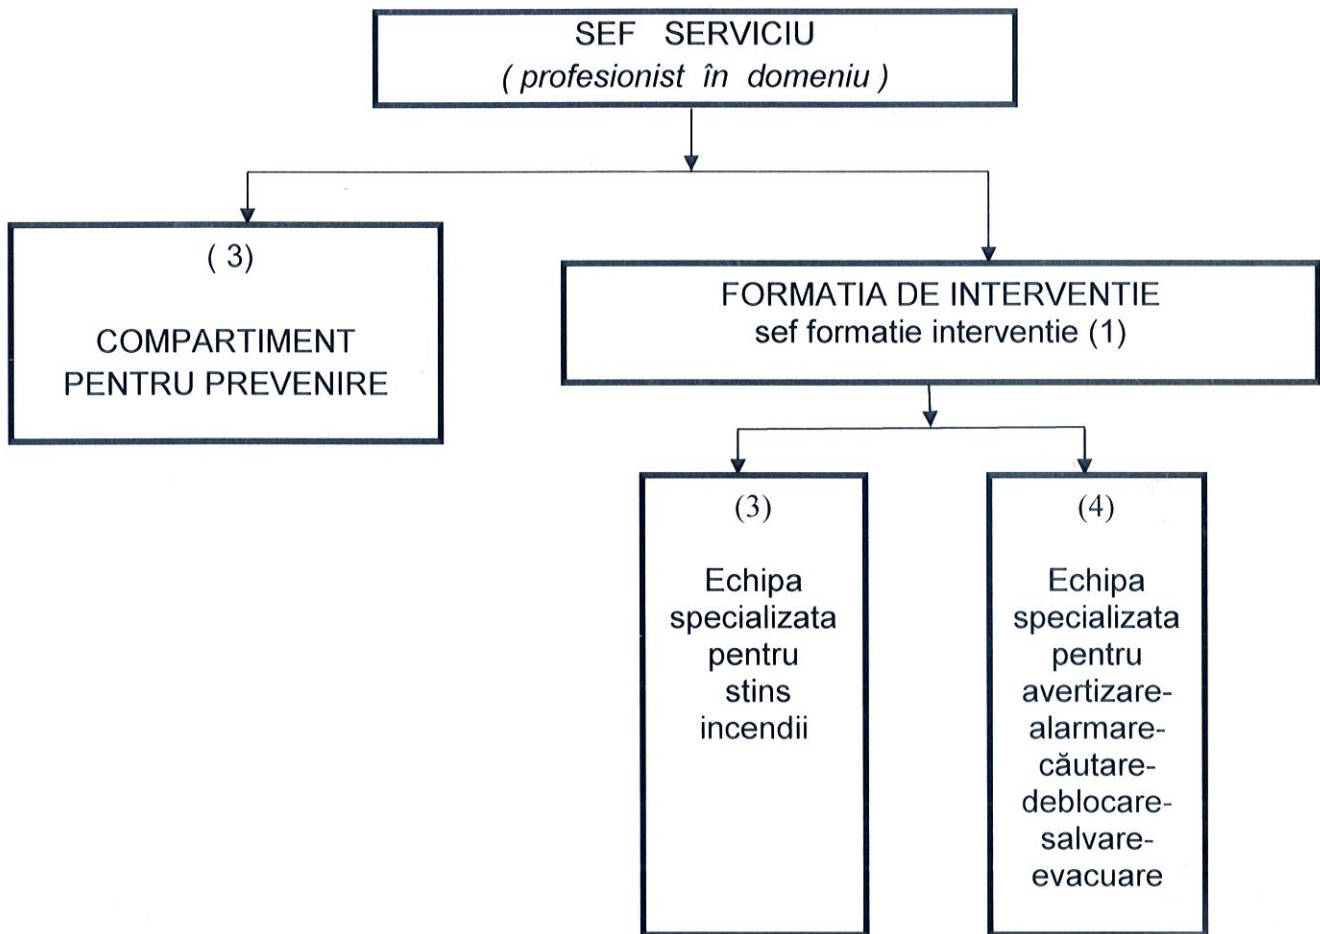 SEF SERVICIU
( profesionist în domeniu )
( 3)
COMPARTIMENT
PENTRU PREVENIRE
FORMATIA DE INTERVENTIE
sef formatie interventie (1)
(3)
Echipa
specializata
pentru
stins
incendii
(4)
Echipa
specializata
pentru
avertizare-
alarmare-
căutare-
deblocare-
salvare-
evacuare